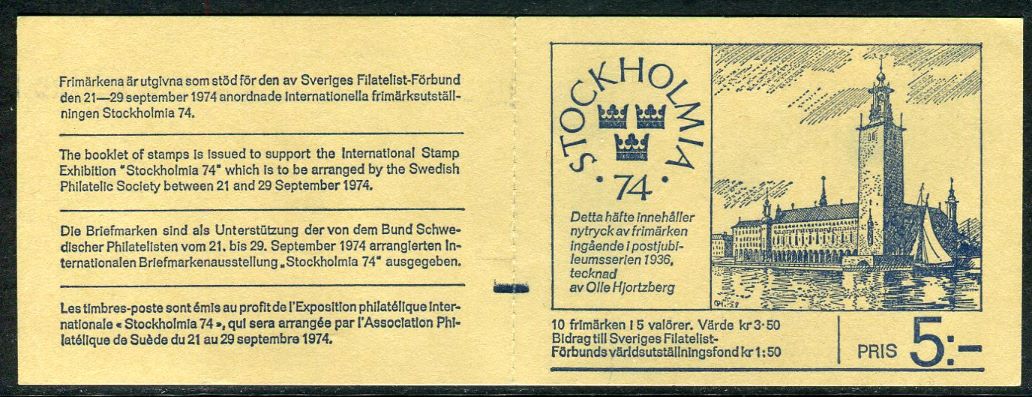 Frimärkena är utgivna som stöd för den av Sveriges Filatelist-Förbund
den 21—29 september 1974 anordnade internationella frimärksutställ-
ningen Stockholmia 74.
The booklet of stamps is issued to support the International Stamp
Exhibition "Stockholmia 74" which is to be arranged by the Swedish
Philatelic Society between 21 and 29 September 1974.
Die Briefmarken sind als Unterstützung der von dem Bund Schwe-
discher Philatelisten vom 21. bis 29. September 1974 arrangierten In-
ternationalen Briefmarkenausstellung „Stockholmia 74" ausgegeben.
Les timbres-poste sont émis au profit de l'Exposition philatélique inter-
nationale « Stockholmia 74 », qui sera arrangée par l'Association Phi-
latélique de Suède du 21 au 29 septembre 1974.
STOCKHOLMIA
· 74 ·
Detta häfte innehåller
nytryck av frimärken
ingående i postjubi-
leumsserien 1936,
tecknad
av Olle Hjortzberg
10 frimärken i 5 valörer. Värde kr 3·50
Bidrag till Sveriges Filatelist-
Förbunds världsutställningsfond kr 1:50
PRIS 5:-